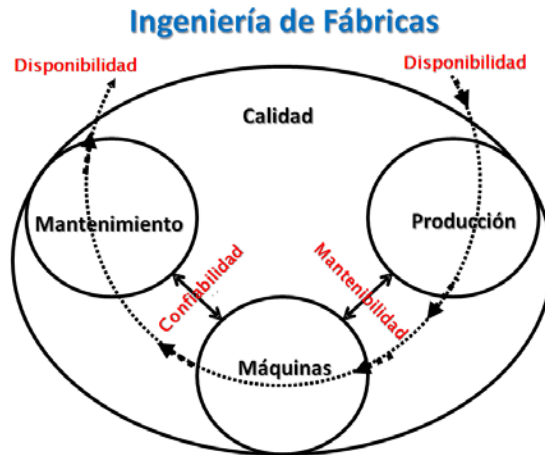 Ingeniería de Fábricas
Disponibilidad
Disponibilidad
Calidad
Mantenimiento
Producción
Confiabilidad
Mantenibilidad
Máquinas